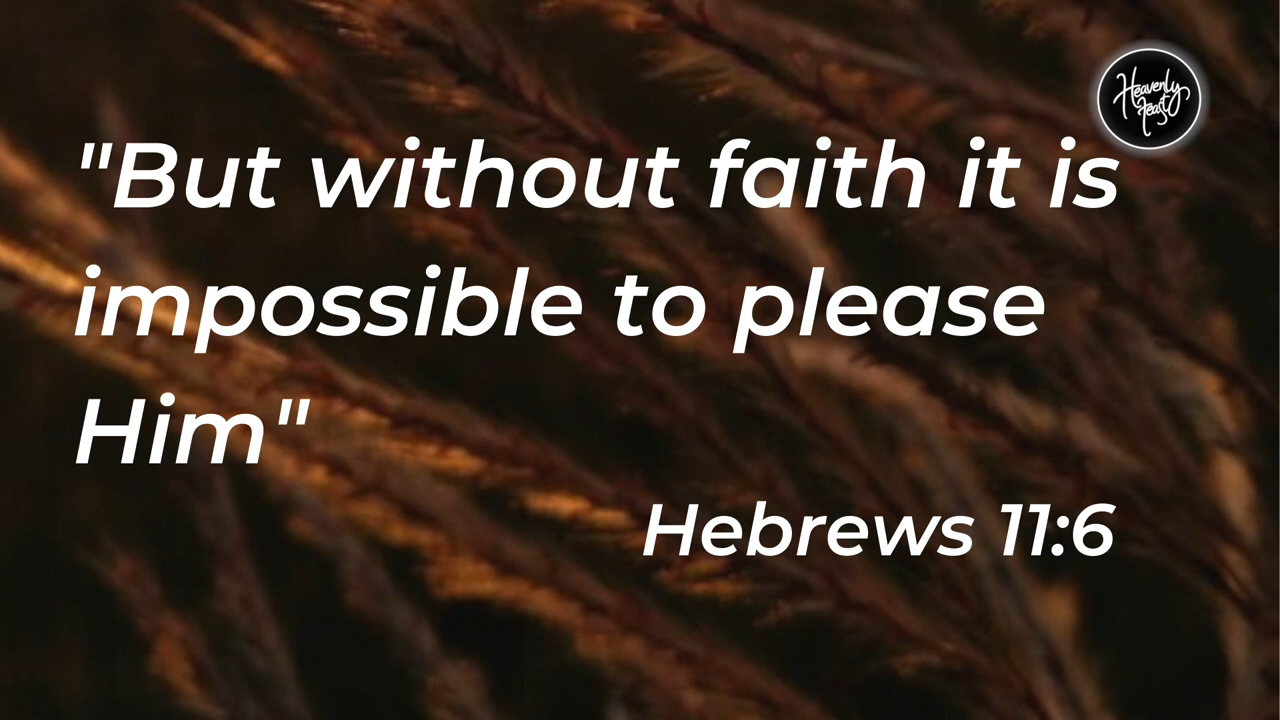 Heavenly
feast
"But without faith it is
impossible to please
Him"
Hebrews 11:6